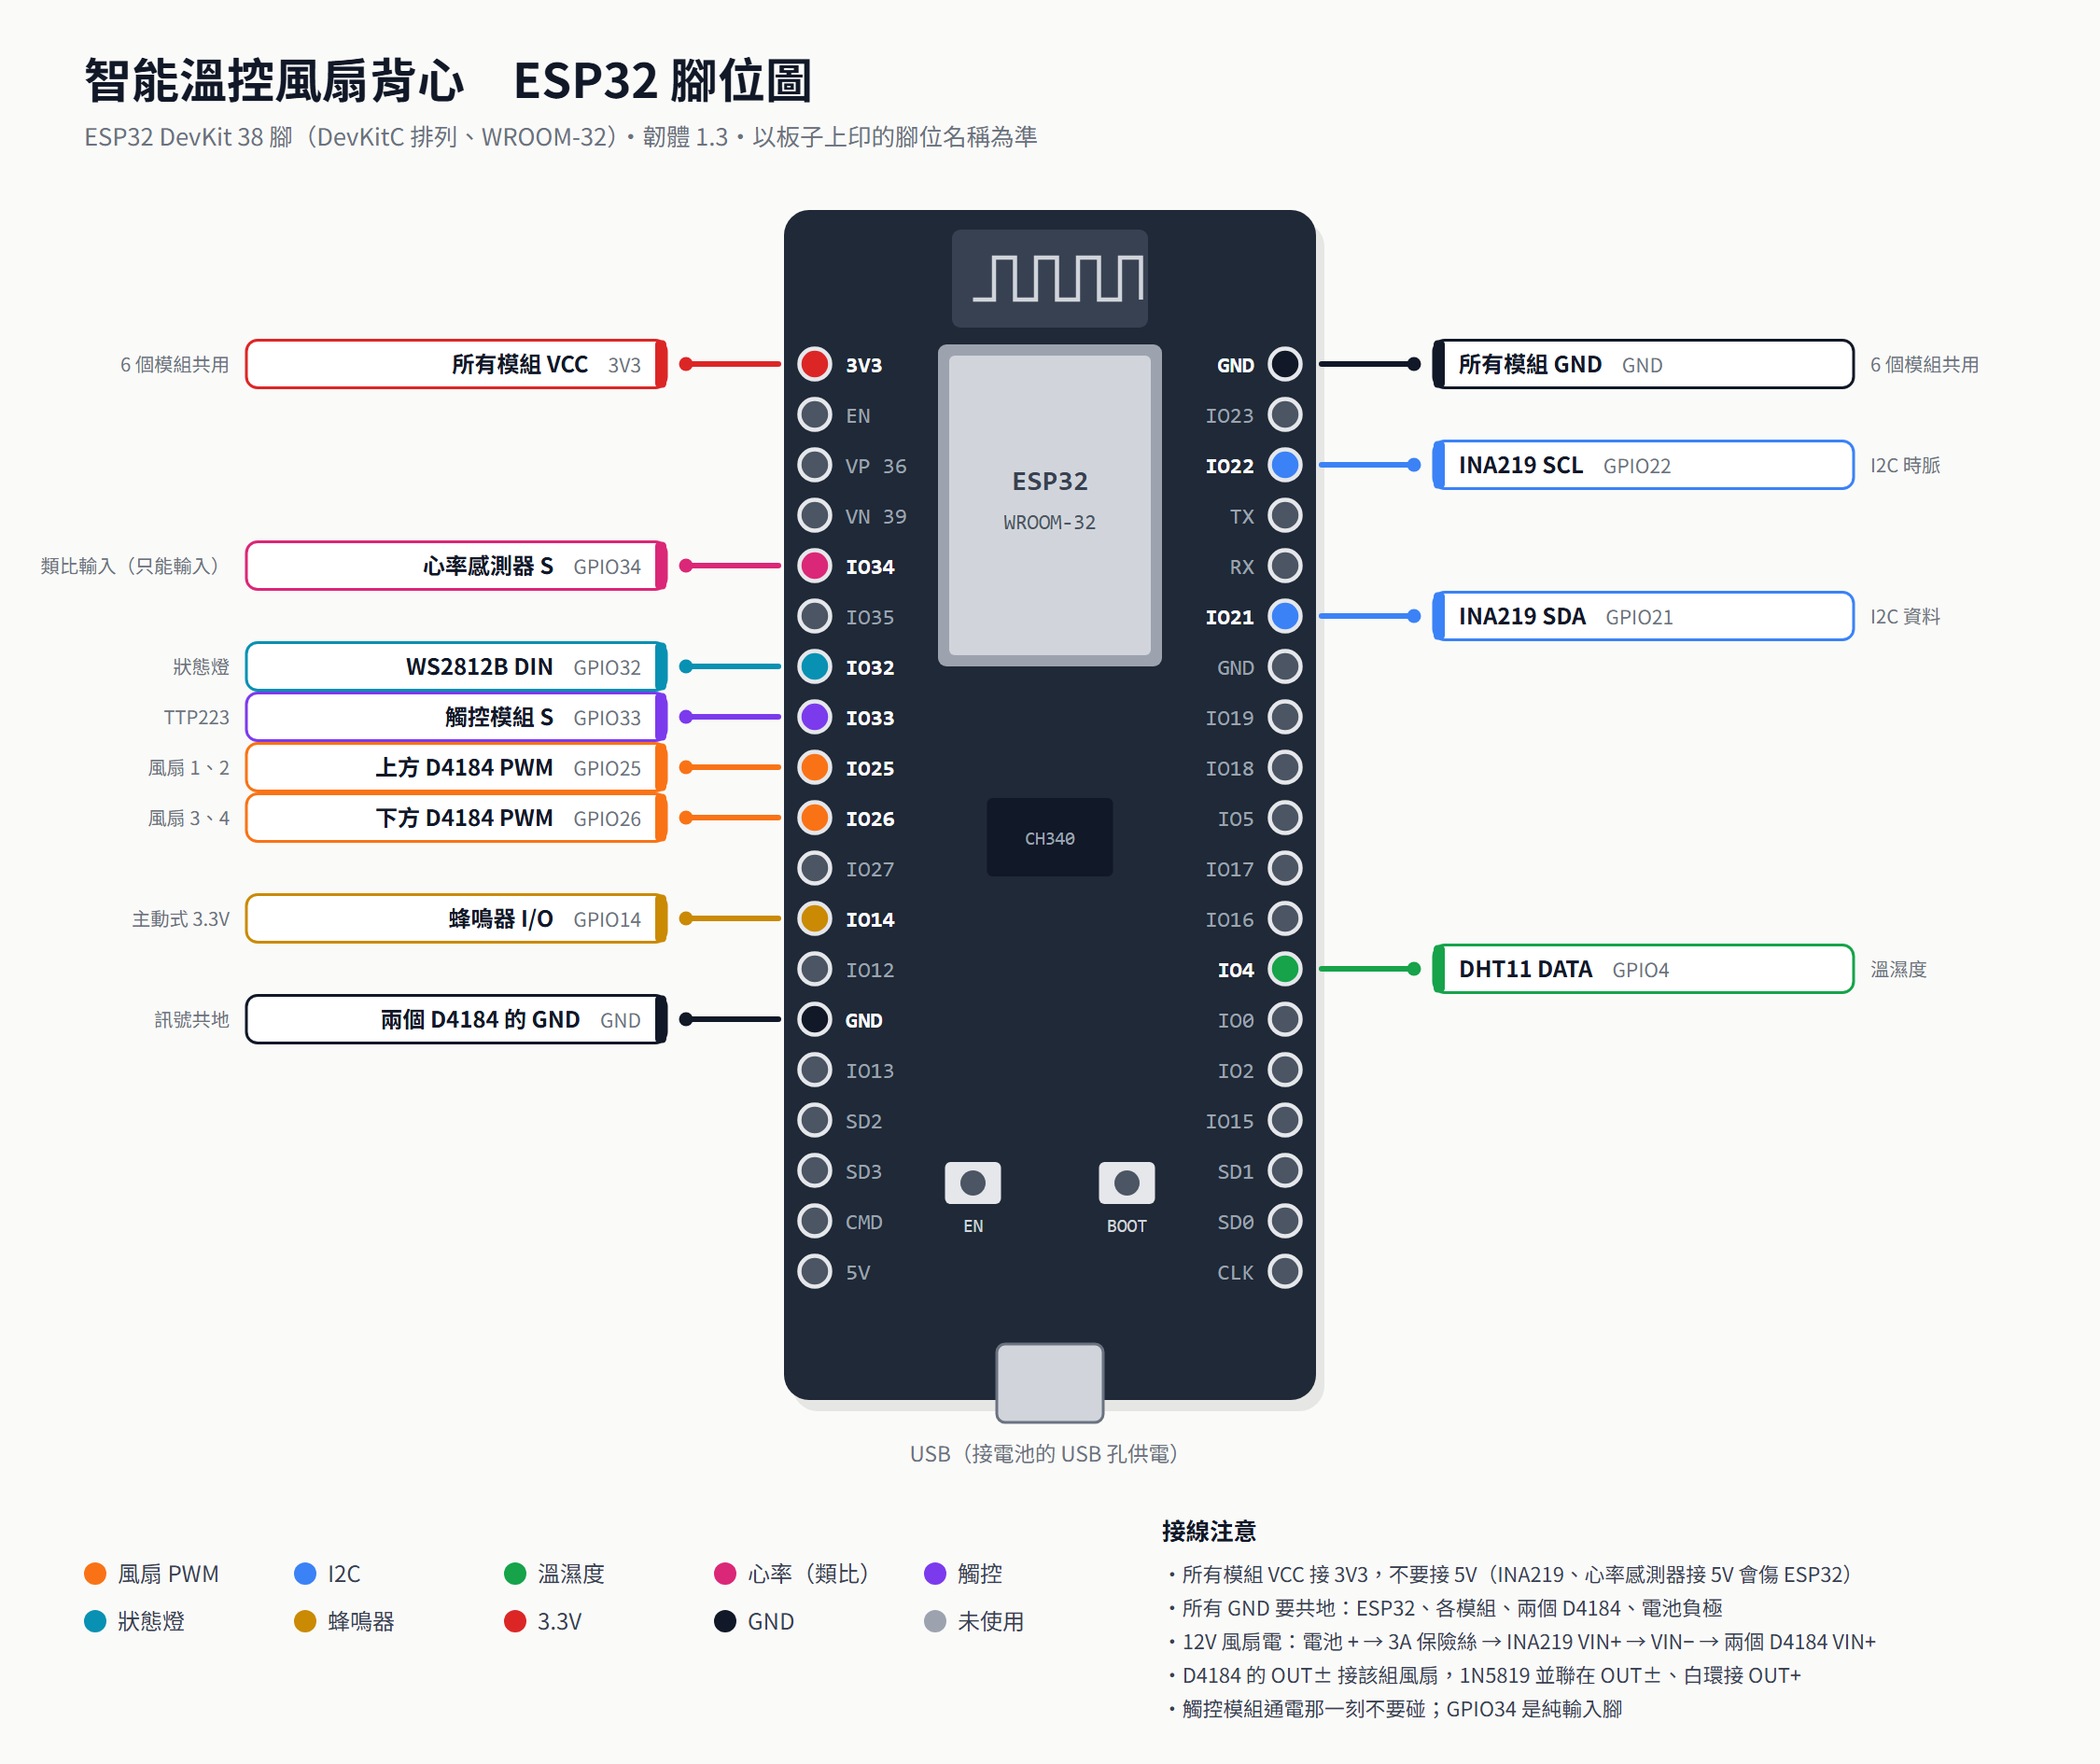 智能溫控風扇背心　ESP32 腳位圖
ESP32 DevKit 38 腳（DevKitC 排列、WROOM-32）・韌體 1.3・以板子上印的腳位名稱為準
6 個模組共用 所有模組 VCC 3V3
類比輸入（只能輸入） 心率感測器 S GPIO34
狀態燈 WS2812B DIN GPIO32
TTP223 觸控模組 S GPIO33
風扇 1、2 上方 D4184 PWM GPIO25
風扇 3、4 下方 D4184 PWM GPIO26
主動式 3.3V 蜂鳴器 I/O GPIO14
訊號共地 兩個 D4184 的 GND GND
3V3
EN
VP 36
VN 39
IO34
IO35
IO32
IO33
IO25
IO26
IO27
IO14
IO12
GND
IO13
SD2
SD3
CMD
5V
ESP32
WROOM-32
CH340
EN
BOOT
GND
IO23
IO22
TX
RX
IO21
GND
IO19
IO18
IO5
IO17
IO16
IO4
IO0
IO2
IO15
SD1
SD0
CLK
所有模組 GND GND 6 個模組共用
INA219 SCL GPIO22 I2C 時脈
INA219 SDA GPIO21 I2C 資料
DHT11 DATA GPIO4 溫濕度
USB（接電池的 USB 孔供電）
風扇 PWM I2C 溫濕度 心率（類比） 觸控
狀態燈 蜂鳴器 3.3V GND 未使用
接線注意
・所有模組 VCC 接 3V3，不要接 5V（INA219、心率感測器接 5V 會傷 ESP32）
・所有 GND 要共地：ESP32、各模組、兩個 D4184、電池負極
・12V 風扇電：電池 + → 3A 保險絲 → INA219 VIN+ → VIN− → 兩個 D4184 VIN+
・D4184 的 OUT± 接該組風扇，1N5819 並聯在 OUT±、白環接 OUT+
・觸控模組通電那一刻不要碰；GPIO34 是純輸入腳